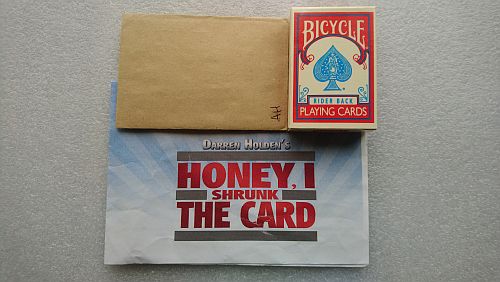 BICYCLE
RIDER BACK
PLAYING CARDS
DARREN HOLDEN'S
HONEY, I
SHRUNK
THE CARD